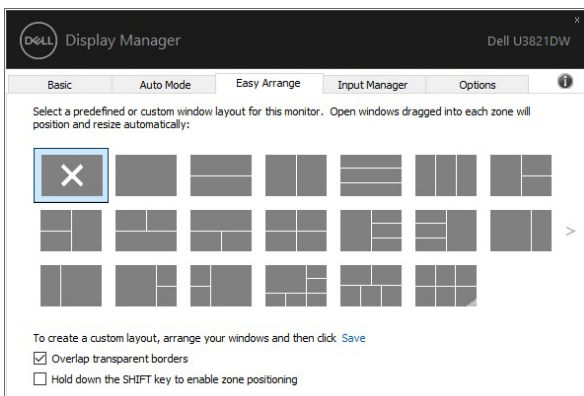 x
DELL Display Manager
Dell U3821DW
Basic Auto Mode Easy Arrange Input Manager Options i
Select a predefined or custom window layout for this monitor. Open windows dragged into each zone will
position and resize automatically:
>
To create a custom layout, arrange your windows and then click Save
Overlap transparent borders
Hold down the SHIFT key to enable zone positioning